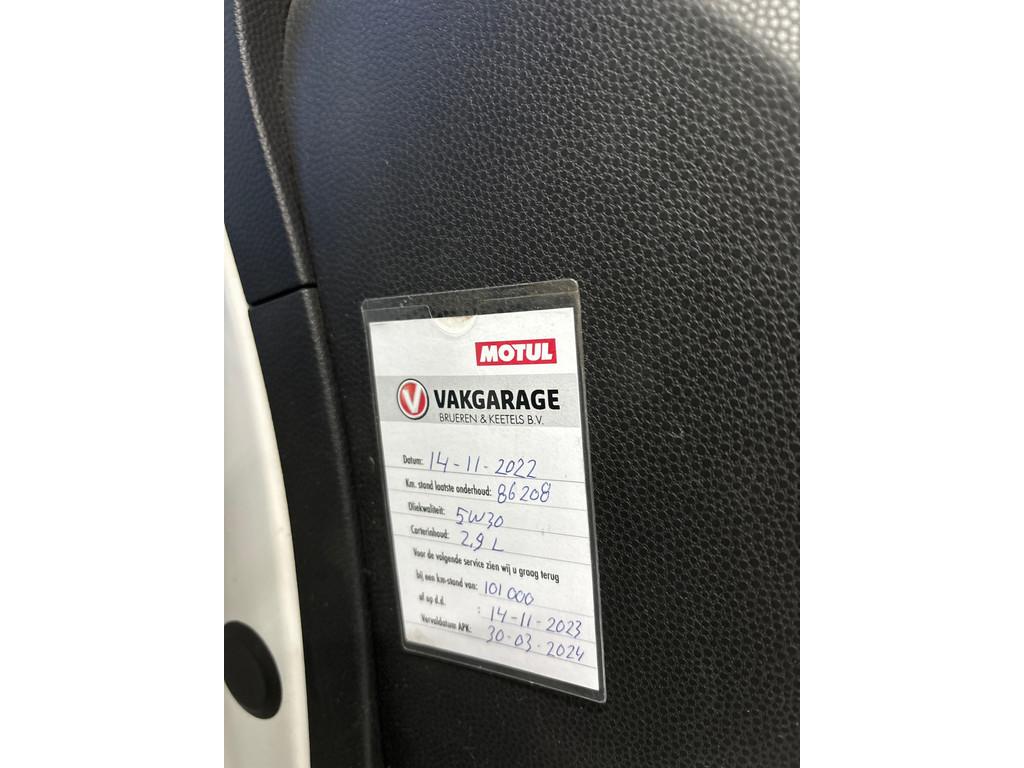 MOTUL
V VAKGARAGE
BRUEREN & KEETELS B.V.
Datum: 14-11-2022
Km. stand laatste onderhoud: 86208
Oliekwaliteit: 5W30
Carterinhoud: 2,9 L
Voor de volgende service zien wij u graag terug
bij een km-stand van: 101000
of op d.d. : 14-11-2023
Vervaldatum APK: 30-03-2024